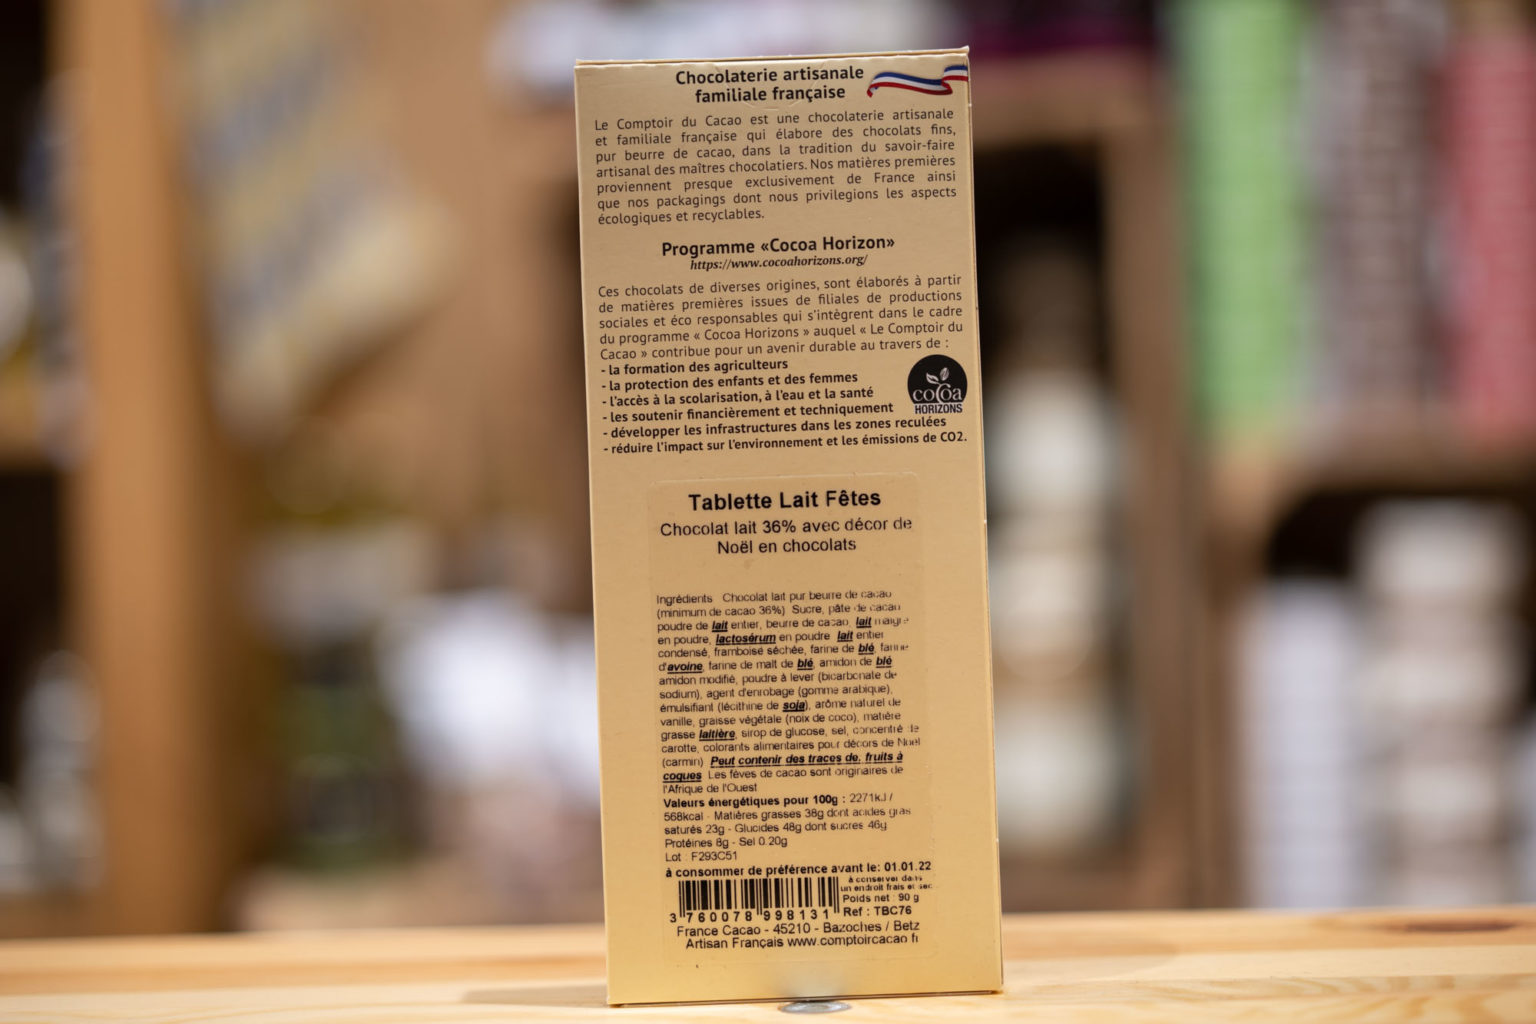 Chocolaterie artisanale
familiale française
Le Comptoir du Cacao est une chocolaterie artisanale
et familiale française qui élabore des chocolats fins,
pur beurre de cacao, dans la tradition du savoir-faire
artisanal des maîtres chocolatiers. Nos matières premières
proviennent presque exclusivement de France ainsi
que nos packagings dont nous privilegions les aspects
écologiques et recyclables.
Programme «Cocoa Horizon»
https://www.cocoahorizons.org/
Ces chocolats de diverses origines, sont élaborés à partir
de matières premières issues de filiales de productions
sociales et éco responsables qui s'intègrent dans le cadre
du programme « Cocoa Horizons » auquel « Le Comptoir du
Cacao » contribue pour un avenir durable au travers de :
- la formation des agriculteurs
- la protection des enfants et des femmes
- l'accès à la scolarisation, à l'eau et la santé
- les soutenir financièrement et techniquement
- développer les infrastructures dans les zones reculées
- réduire l'impact sur l'environnement et les émissions de CO2.
cocoa
HORIZONS
Tablette Lait Fêtes
Chocolat lait 36% avec décor de
Noël en chocolats
Ingrédients Chocolat lait pur beurre de cacao
(minimum de cacao 36%) Sucre, pâte de cacao
poudre de lait entier, beurre de cacao, lait maigre
en poudre, lactosérum en poudre lait entier
condensé, framboise séchée, farine de blé, farine
d'avoine, farine de malt de blé, amidon de blé
amidon modifié, poudre à lever (bicarbonate de
sodium), agent d'enrobage (gomme arabique),
émulsifiant (lécithine de soja), arôme naturel de
vanille, graisse végétale (noix de coco), matière
grasse laitière, sirop de glucose, sel, concentré de
carotte, colorants alimentaires pour décors de Noël
(carmin) Peut contenir des traces de. fruits à
coques Les fèves de cacao sont originaires de
l'Afrique de l'Ouest
Valeurs énergétiques pour 100g : 2271kJ /
568kcal - Matières grasses 38g dont acides gras
saturés 23g - Glucides 48g dont sucres 46g
Protéines 8g - Sel 0.20g
Lot : F293C51
à consommer de préférence avant le: 01.01.22
à conserver dans
un endroit frais et sec
Poids net : 90 g
3 760078 998131 Ref : TBC76
France Cacao - 45210 - Bazoches / Betz
Artisan Français www.comptoircacao.fr